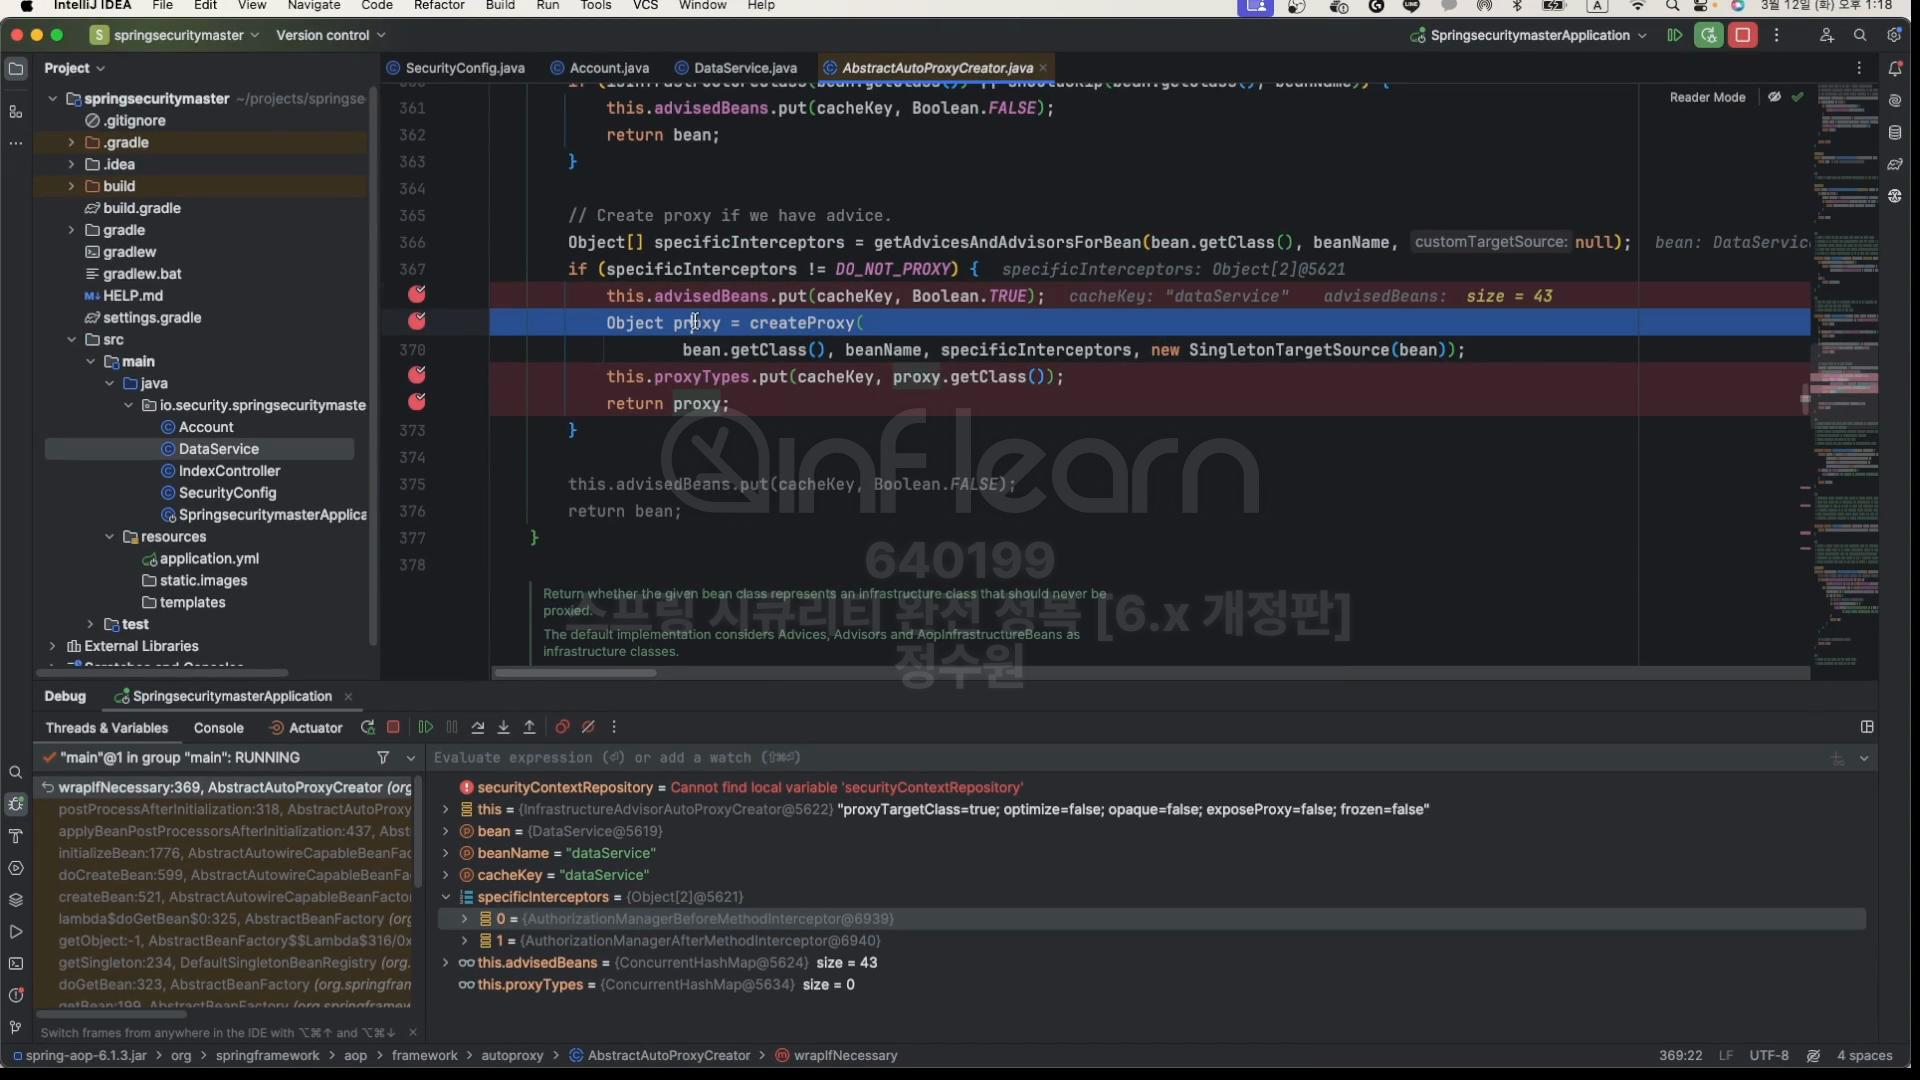 IntelliJ IDEA File Edit View Navigate Code Refactor Build Run Tools VCS Window Help
3월 12일 (화) 오후 1:18
S springsecuritymaster Version control
SpringsecuritymasterApplication
Project
springsecuritymaster ~/projects/springse
.gitignore
.gradle
.idea
build
build.gradle
gradle
gradlew
gradlew.bat
HELP.md
settings.gradle
src
main
java
io.security.springsecuritymaste
Account
DataService
IndexController
SecurityConfig
SpringsecuritymasterApplica
resources
application.yml
static.images
templates
test
External Libraries
SecurityConfig.java Account.java DataService.java AbstractAutoProxyCreator.java
Reader Mode
361 this.advisedBeans.put(cacheKey, Boolean.FALSE);
362 return bean;
363 }
364
365 // Create proxy if we have advice.
366 Object[] specificInterceptors = getAdvicesAndAdvisorsForBean(bean.getClass(), beanName, customTargetSource: null); bean: DataServic
367 if (specificInterceptors != DO_NOT_PROXY) { specificInterceptors: Object[2]@5621
this.advisedBeans.put(cacheKey, Boolean.TRUE); cacheKey: "dataService" advisedBeans: size = 43
Object proxy = createProxy(
370 bean.getClass(), beanName, specificInterceptors, new SingletonTargetSource(bean));
this.proxyTypes.put(cacheKey, proxy.getClass());
return proxy;
373 }
374
375 this.advisedBeans.put(cacheKey, Boolean.FALSE);
376 return bean;
377 }
378
Return whether the given bean class represents an infrastructure class that should never be
proxied.
The default implementation considers Advices, Advisors and AopInfrastructureBeans as
infrastructure classes.
inflearn
640199
스프링 시큐리티 완전 정복 [6.x 개정판]
정수원
Debug SpringsecuritymasterApplication
Threads & Variables Console Actuator
"main"@1 in group "main": RUNNING
wrapIfNecessary:369, AbstractAutoProxyCreator (org
postProcessAfterInitialization:318, AbstractAutoProxy
applyBeanPostProcessorsAfterInitialization:437, Abst
initializeBean:1776, AbstractAutowireCapableBeanFac
doCreateBean:599, AbstractAutowireCapableBeanFa
createBean:521, AbstractAutowireCapableBeanFactor
lambda$doGetBean$0:325, AbstractBeanFactory (org
getObject:-1, AbstractBeanFactory$$Lambda$316/0x
getSingleton:234, DefaultSingletonBeanRegistry (org.
doGetBean:323, AbstractBeanFactory (org.springfran
getBean:199, AbstractBeanFactory (org.springframew
Switch frames from anywhere in the IDE with ⌥⌘↑ and ⌥⌘↓
Evaluate expression (⏎) or add a watch (⇧⌘⏎)
securityContextRepository = Cannot find local variable 'securityContextRepository'
this = {InfrastructureAdvisorAutoProxyCreator@5622} "proxyTargetClass=true; optimize=false; opaque=false; exposeProxy=false; frozen=false"
bean = {DataService@5619}
beanName = "dataService"
cacheKey = "dataService"
specificInterceptors = {Object[2]@5621}
0 = {AuthorizationManagerBeforeMethodInterceptor@6939}
1 = {AuthorizationManagerAfterMethodInterceptor@6940}
this.advisedBeans = {ConcurrentHashMap@5624} size = 43
this.proxyTypes = {ConcurrentHashMap@5634} size = 0
spring-aop-6.1.3.jar > org > springframework > aop > framework > autoproxy > AbstractAutoProxyCreator > wrapIfNecessary
369:22 LF UTF-8 4 spaces